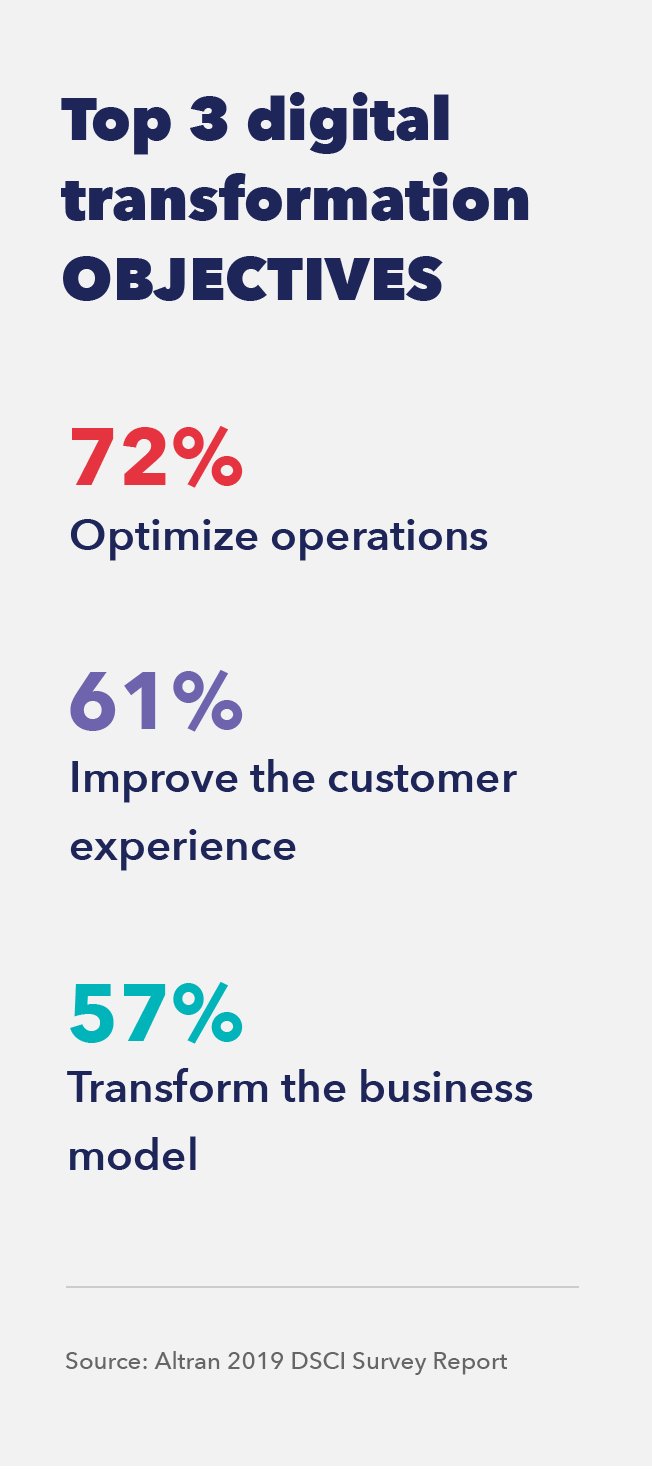 Top 3 digital
transformation
OBJECTIVES
72%
Optimize operations
61%
Improve the customer
experience
57%
Transform the business
model
Source: Altran 2019 DSCI Survey Report